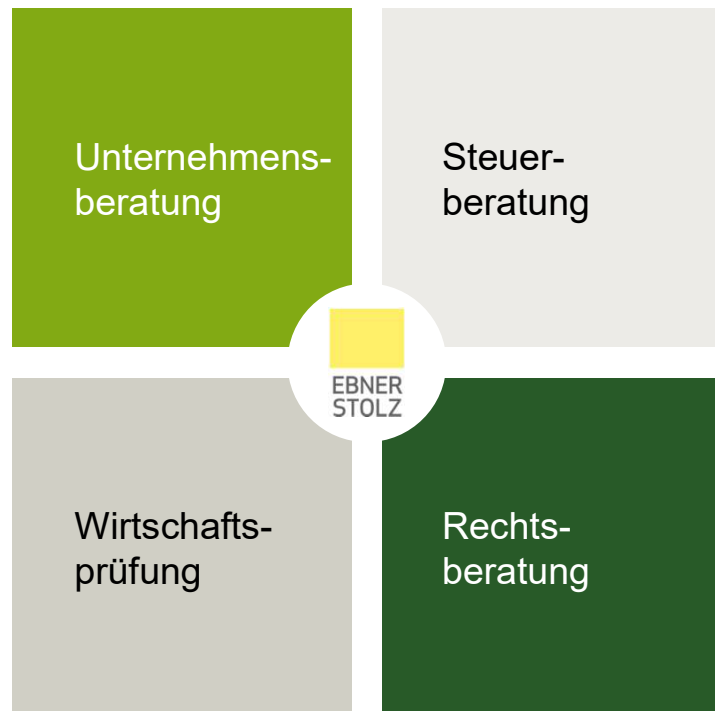 Unternehmens-
beratung
Steuer-
beratung
EBNER
STOLZ
Wirtschafts-
prüfung
Rechts-
beratung